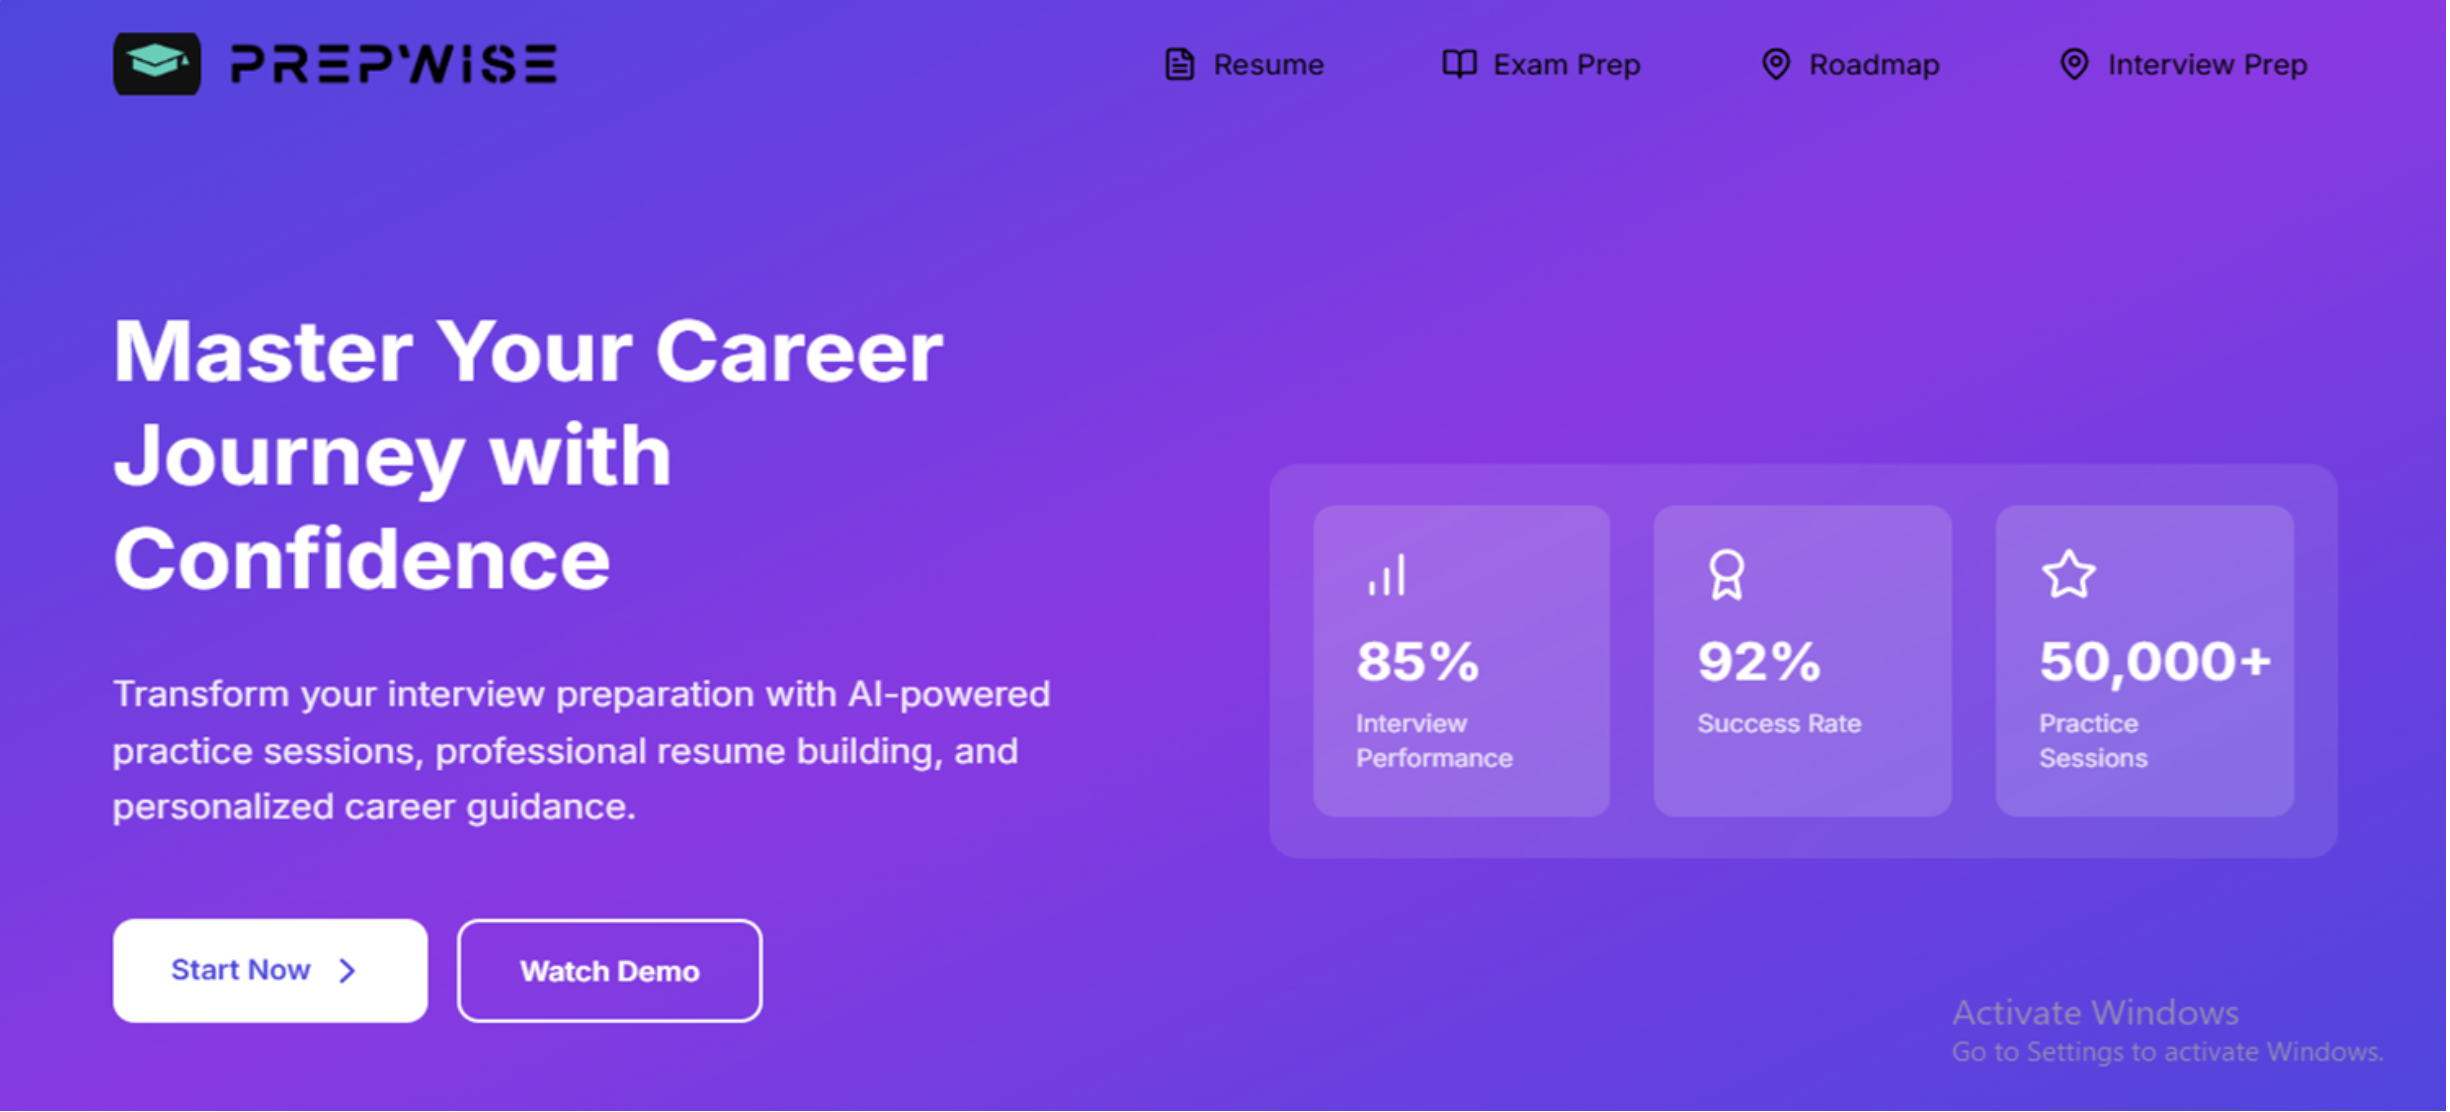 PREPWISE
Resume
Exam Prep
Roadmap
Interview Prep
Master Your Career
Journey with
Confidence
Transform your interview preparation with AI-powered
practice sessions, professional resume building, and
personalized career guidance.
Start Now
Watch Demo
85%
Interview
Performance
92%
Success Rate
50,000+
Practice
Sessions
Activate Windows
Go to Settings to activate Windows.